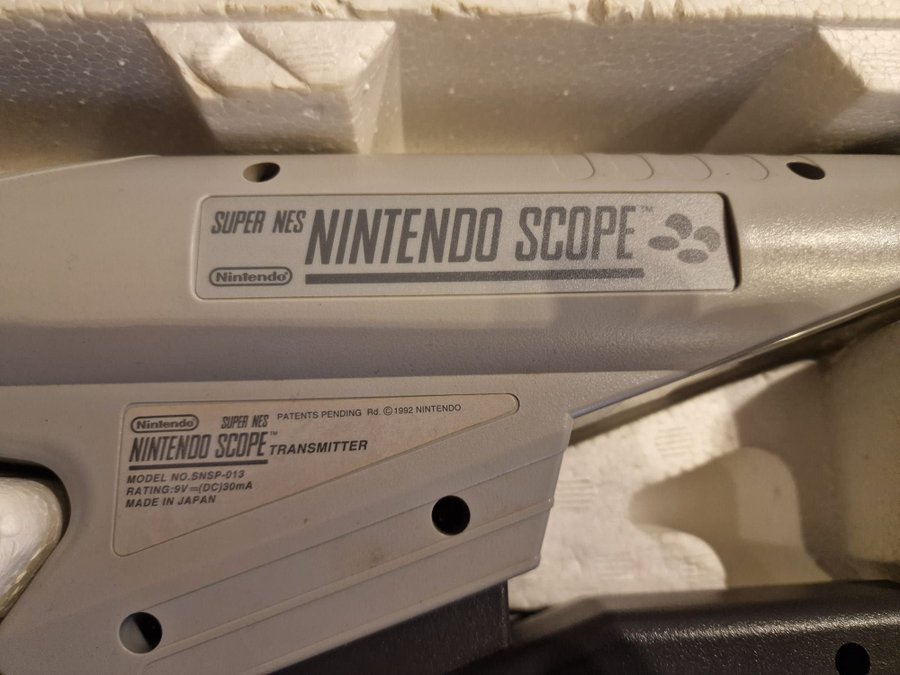 SUPER NES NINTENDO SCOPE™
Nintendo®
Nintendo® SUPER NES PATENTS PENDING Rd. ©1992 NINTENDO
NINTENDO SCOPE™ TRANSMITTER
MODEL NO.SNSP-013
RATING:9V⎓(DC)30mA
MADE IN JAPAN